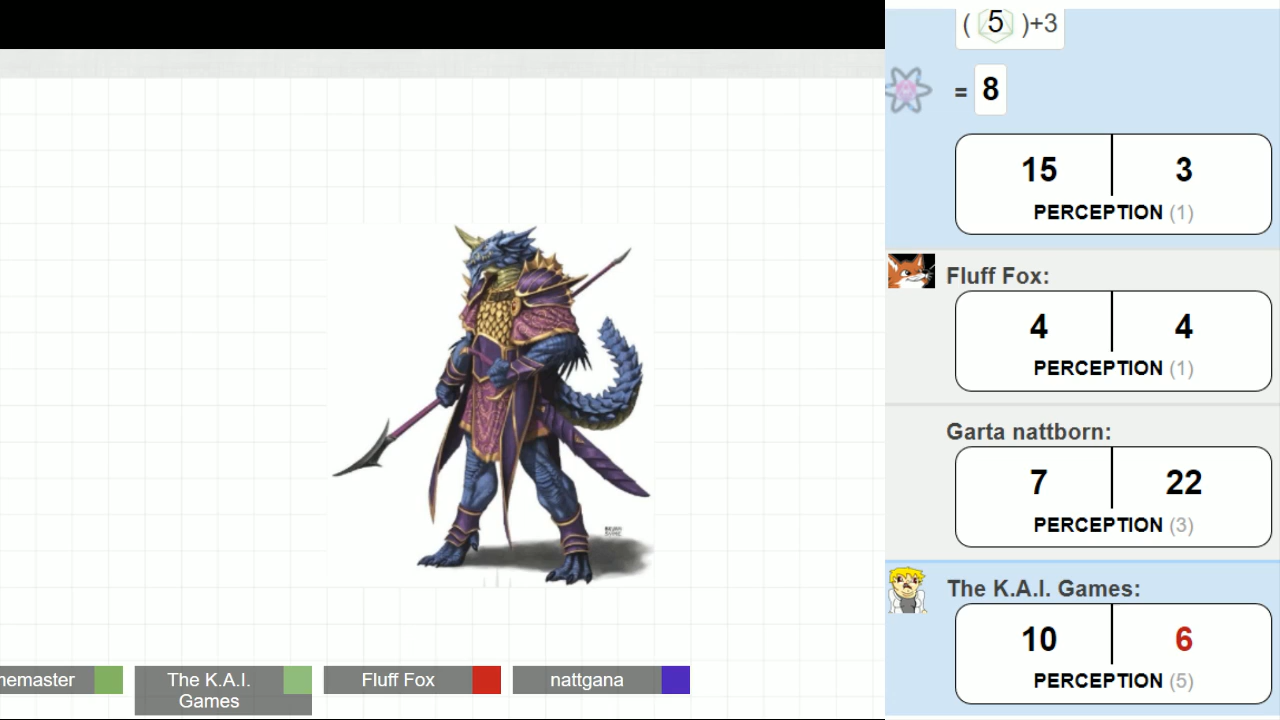 ( 5 )+3
= 8
15 3
PERCEPTION (1)
Fluff Fox:
4 4
PERCEPTION (1)
Garta nattborn:
7 22
PERCEPTION (3)
The K.A.I. Games:
10 6
PERCEPTION (5)
nemaster
The K.A.I.
Games
Fluff Fox
nattgana